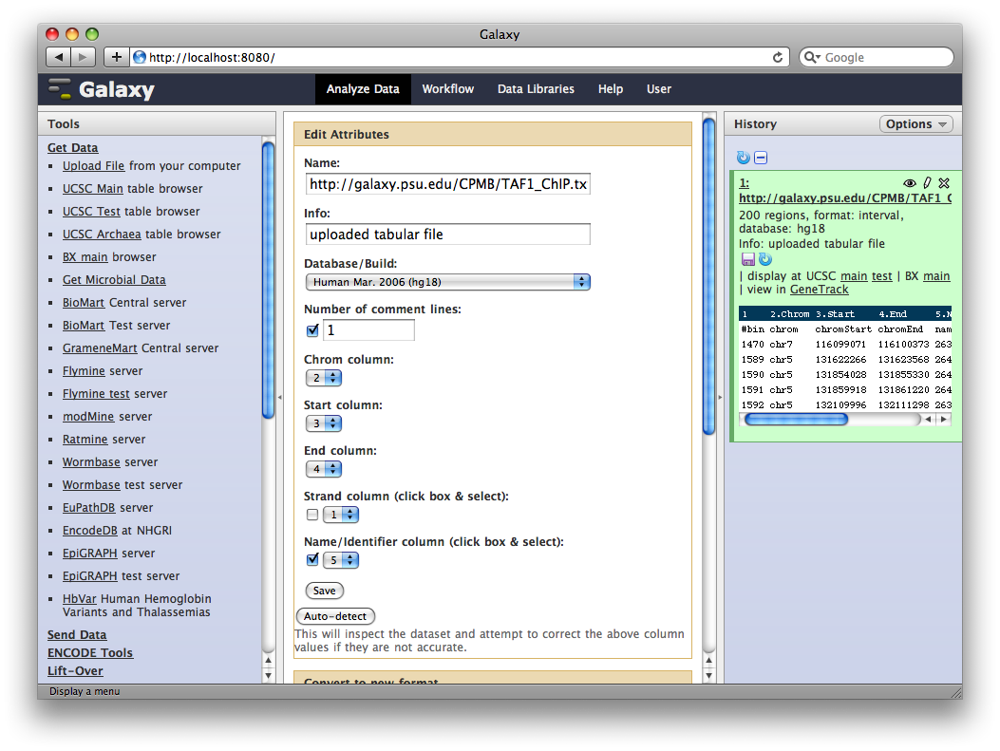 Galaxy
http://localhost:8080/
Google
Galaxy
Analyze Data Workflow Data Libraries Help User
Tools
Get Data
Upload File from your computer
UCSC Main table browser
UCSC Test table browser
UCSC Archaea table browser
BX main browser
Get Microbial Data
BioMart Central server
BioMart Test server
GrameneMart Central server
Flymine server
Flymine test server
modMine server
Ratmine server
Wormbase server
Wormbase test server
EuPathDB server
EncodeDB at NHGRI
EpiGRAPH server
EpiGRAPH test server
HbVar Human Hemoglobin
Variants and Thalassemias
Send Data
ENCODE Tools
Lift-Over
Edit Attributes
Name:
http://galaxy.psu.edu/CPMB/TAF1_ChIP.tx
Info:
uploaded tabular file
Database/Build:
Human Mar. 2006 (hg18)
Number of comment lines:
1
Chrom column:
2
Start column:
3
End column:
4
Strand column (click box & select):
1
Name/Identifier column (click box & select):
5
Save
Auto-detect
This will inspect the dataset and attempt to correct the above column
values if they are not accurate.
Convert to new format
History
Options
1:
http://galaxy.psu.edu/CPMB/TAF1_C
200 regions, format: interval,
database: hg18
Info: uploaded tabular file
| display at UCSC main test | BX main
| view in GeneTrack
1 2.Chrom 3.Start 4.End 5.N
#bin chrom chromStart chromEnd nam
1470 chr7 116099071 116100373 263
1589 chr5 131622266 131623568 264
1590 chr5 131854028 131855330 264
1591 chr5 131859918 131861220 264
1592 chr5 132109996 132111298 263
Display a menu